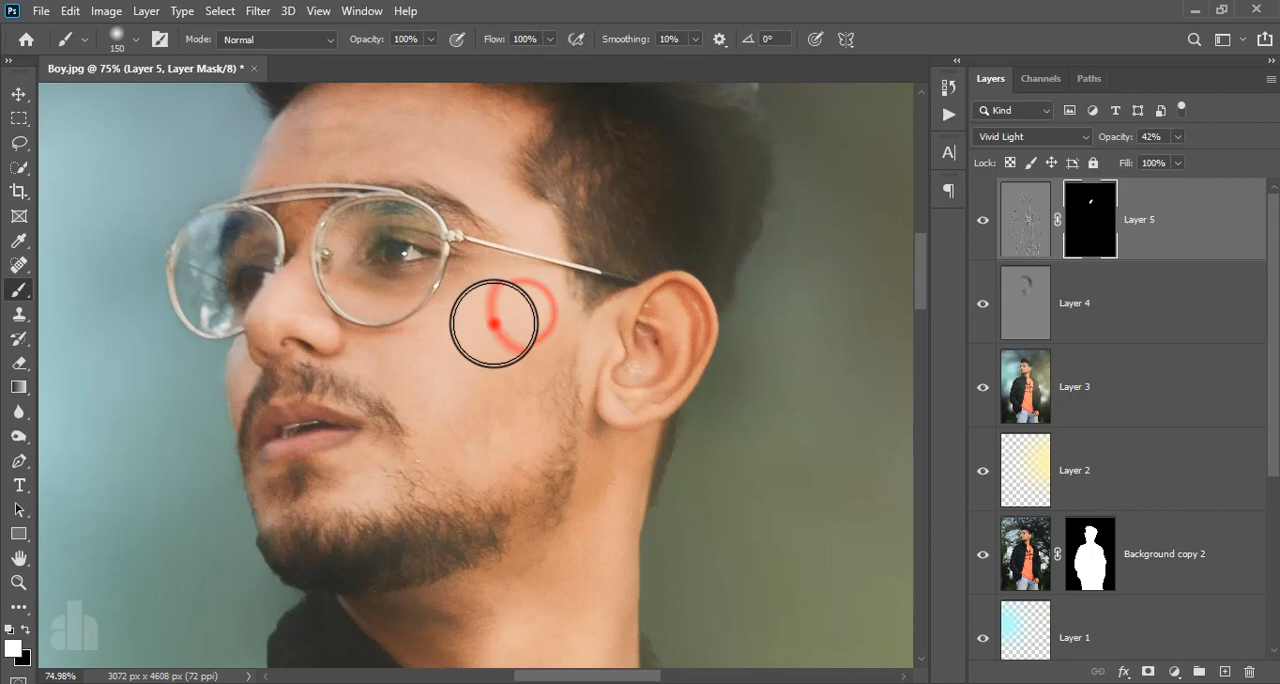 Ps File Edit Image Layer Type Select Filter 3D View Window Help
150 Mode: Normal Opacity: 100% Flow: 100% Smoothing: 10% 0°
Boy.jpg @ 75% (Layer 5, Layer Mask/8) * ×
Layers Channels Paths
Kind
Vivid Light Opacity: 42%
Lock: Fill: 100%
Layer 5
Layer 4
Layer 3
Layer 2
Background copy 2
Layer 1
dh
74.98% 3072 px x 4608 px (72 ppi)